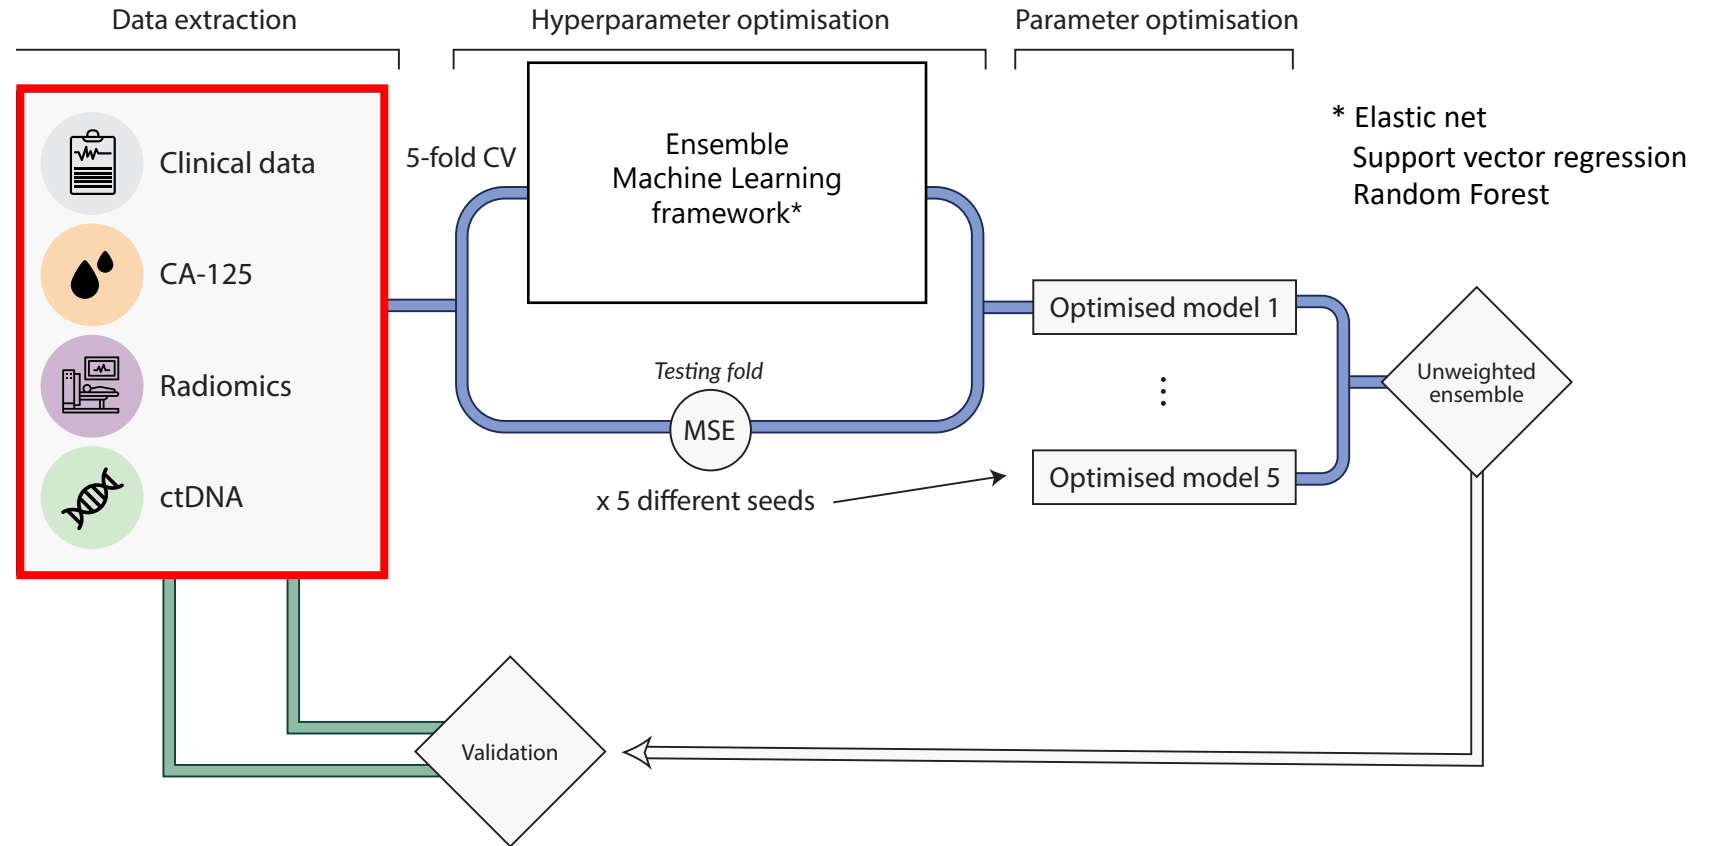 Data extraction
Hyperparameter optimisation
Parameter optimisation
Clinical data
CA-125
Radiomics
ctDNA
5-fold CV
Ensemble
Machine Learning
framework*
Testing fold
MSE
x 5 different seeds
Optimised model 1
⋮
Optimised model 5
* Elastic net
Support vector regression
Random Forest
Unweighted
ensemble
Validation